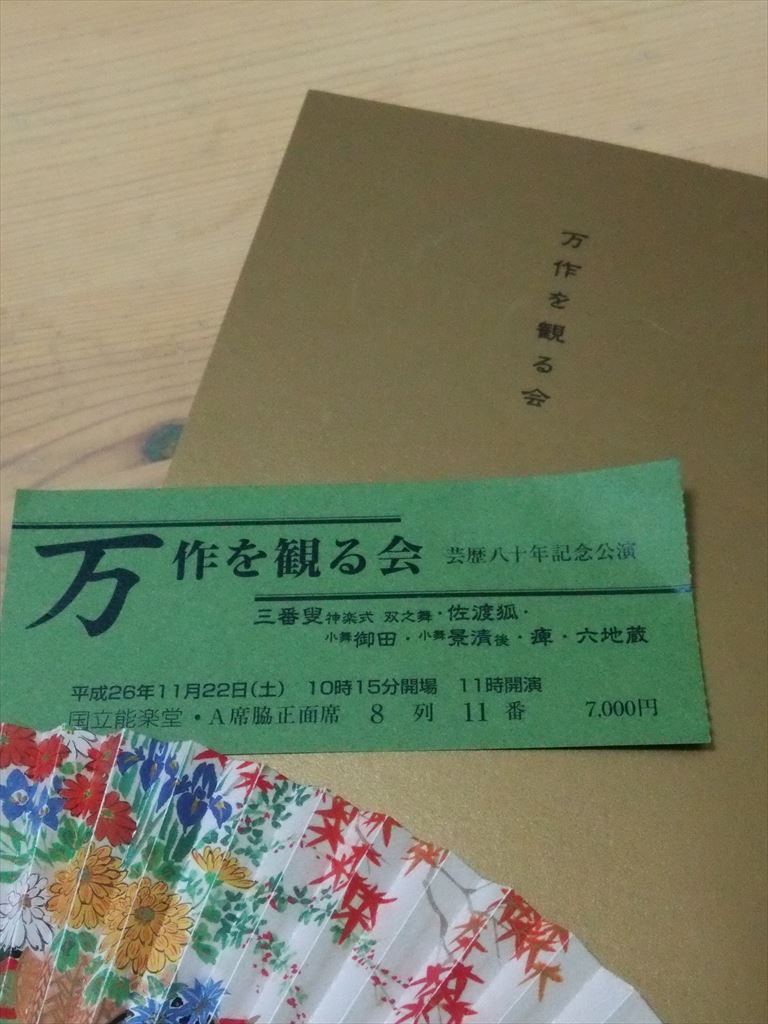 万作を観る会
万作を観る会 芸歴八十年記念公演
三番叟神楽式 双之舞・佐渡狐・
小舞御田・小舞景清後・痺・六地蔵
平成26年11月22日(土) 10時15分開場 11時開演
国立能楽堂・A席脇正面席 8列 11番 7,000円